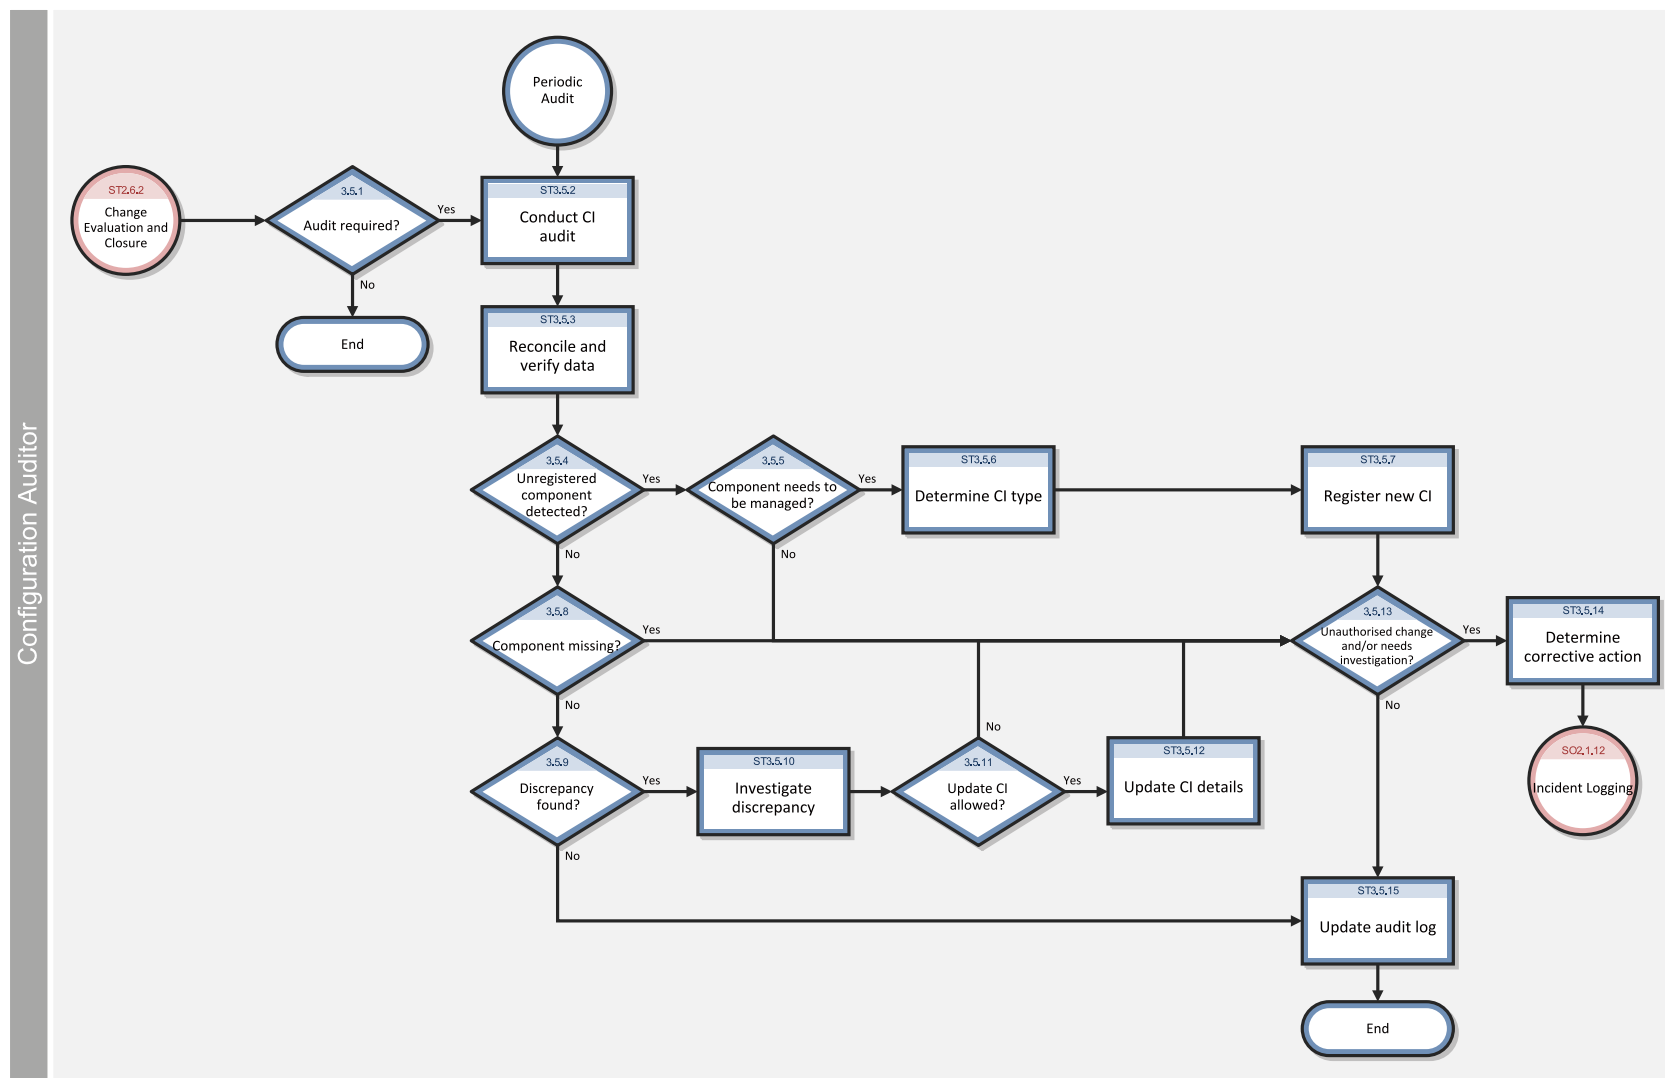 Configuration Auditor
Periodic
Audit
ST2.6.2
Change
Evaluation and
Closure
3.5.1
Audit required?
Yes
No
End
ST3.5.2
Conduct CI
audit
ST3.5.3
Reconcile and
verify data
3.5.4
Unregistered
component
detected?
Yes
No
3.5.5
Component needs to
be managed?
Yes
No
ST3.5.6
Determine CI type
ST3.5.7
Register new CI
3.5.8
Component missing?
Yes
No
3.5.13
Unauthorised change
and/or needs
investigation?
Yes
No
ST3.5.14
Determine
corrective action
3.5.9
Discrepancy
found?
Yes
No
ST3.5.10
Investigate
discrepancy
3.5.11
Update CI
allowed?
No
Yes
ST3.5.12
Update CI details
SO2.1.12
Incident Logging
ST3.5.15
Update audit log
End